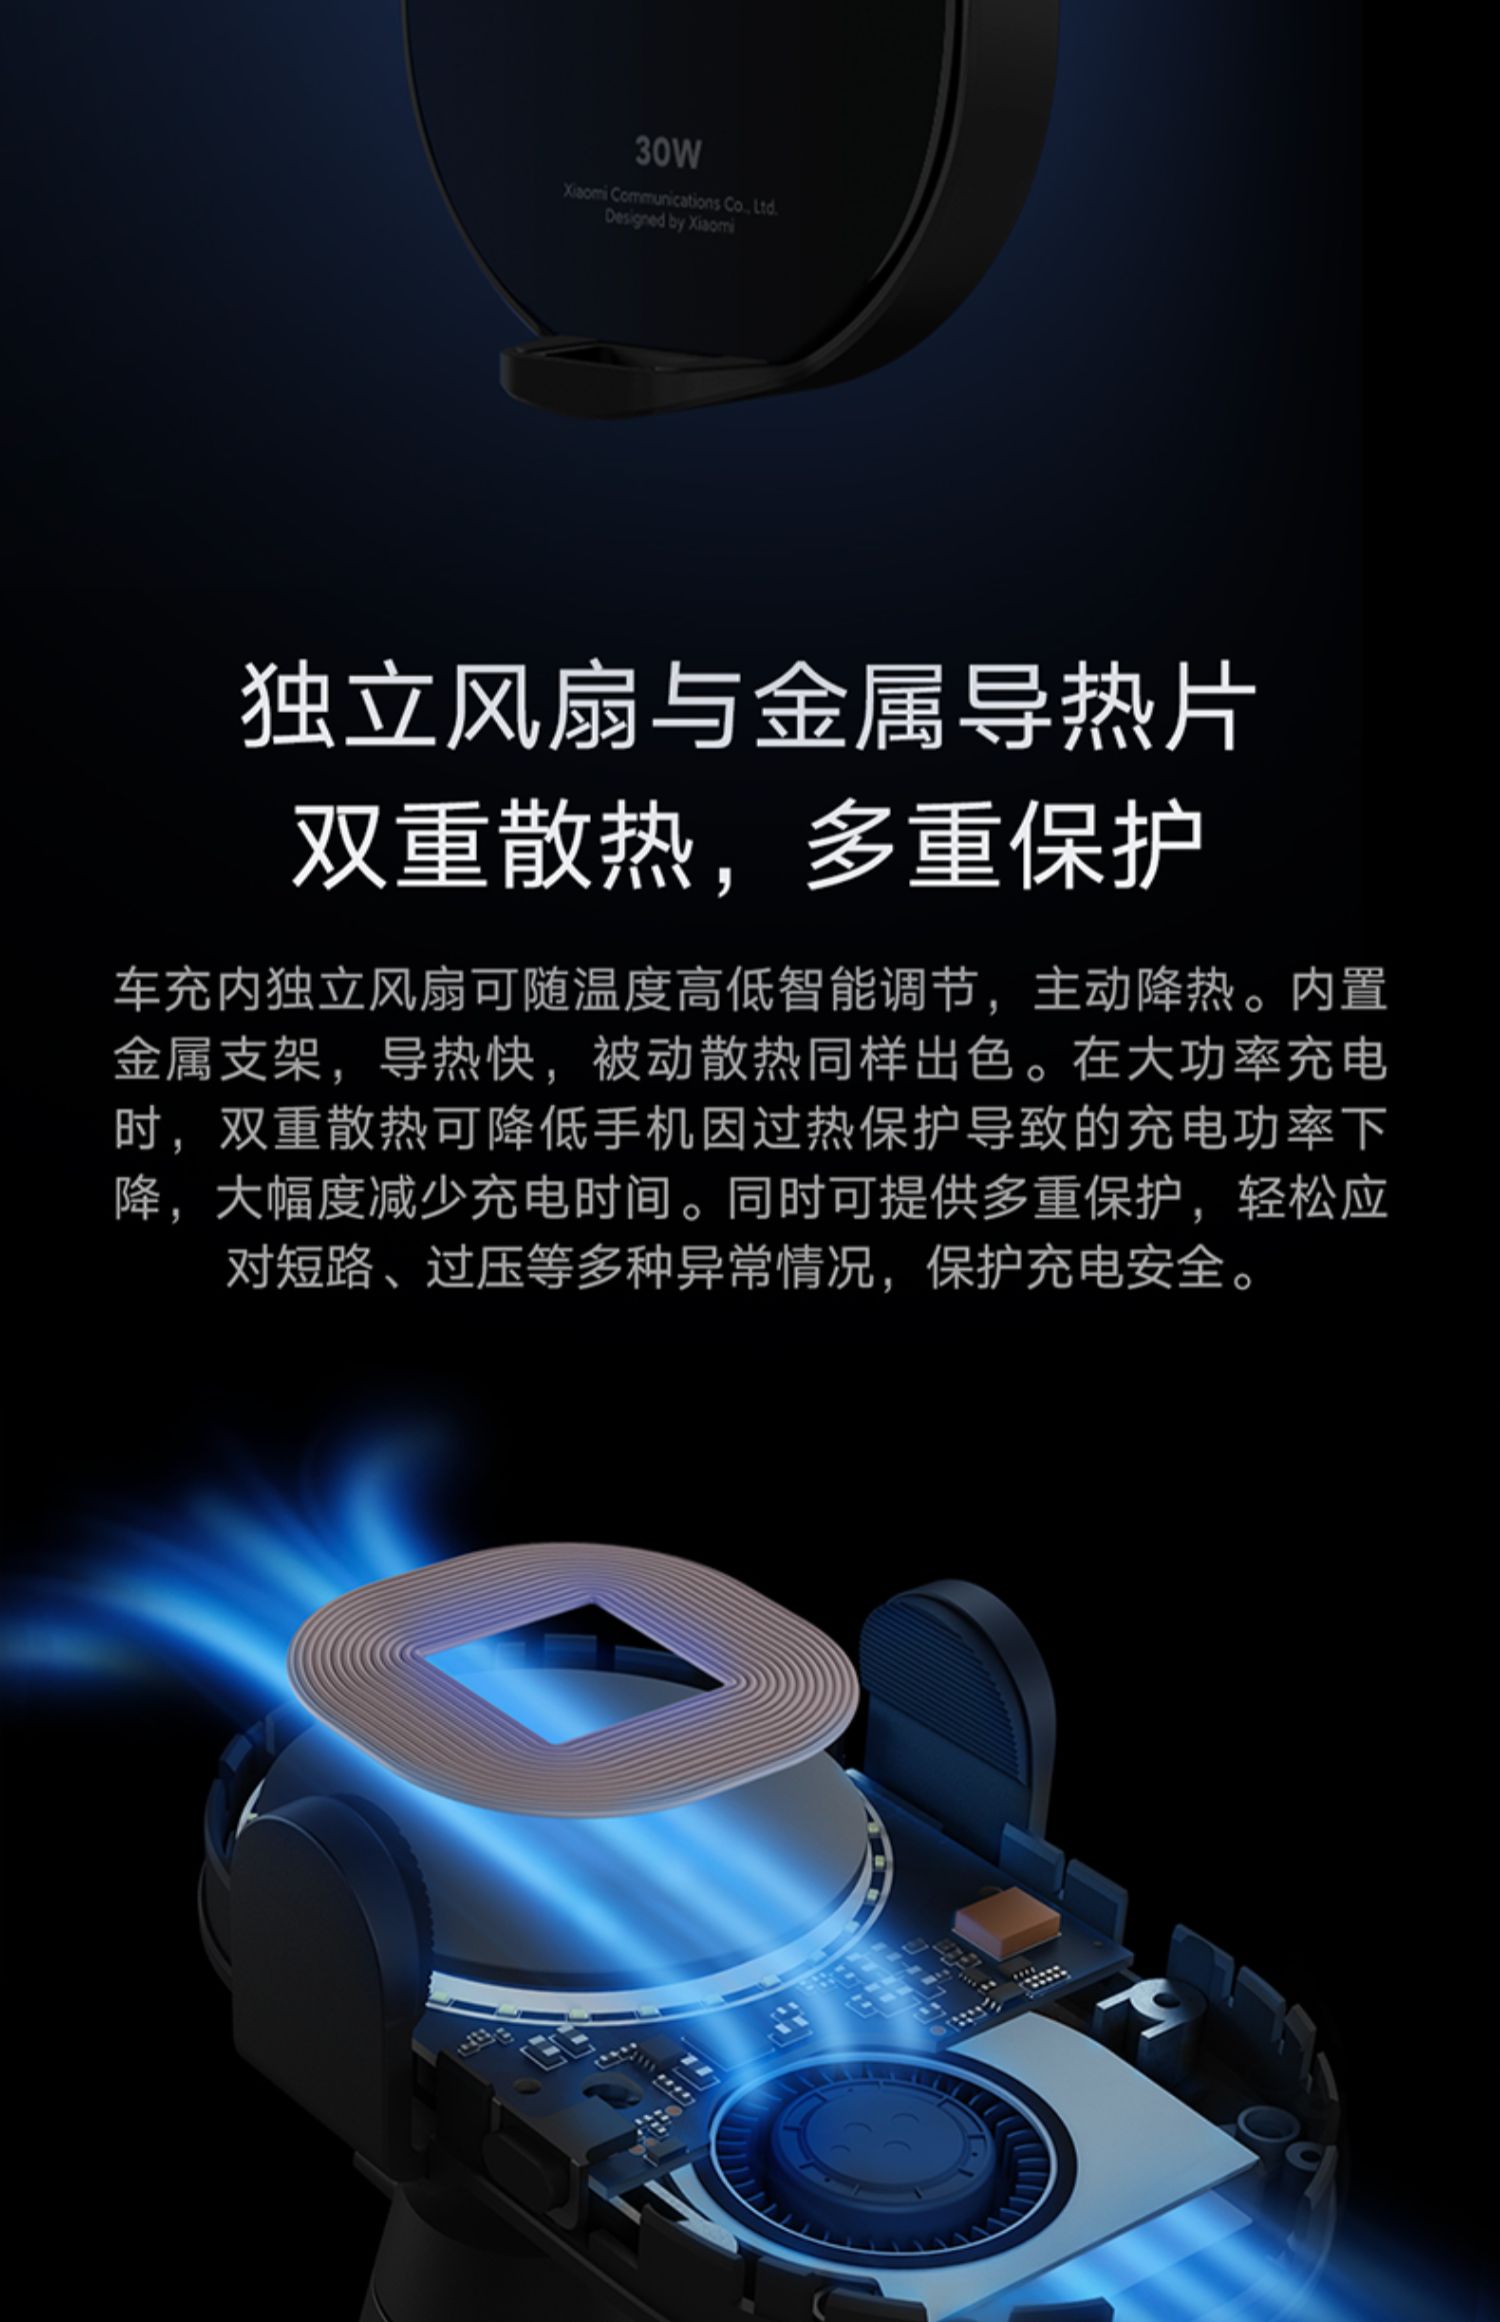 30W
Xiaomi Communications Co., Ltd.
Designed by Xiaomi
独立风扇与金属导热片
双重散热，多重保护
车充内独立风扇可随温度高低智能调节，主动降热。内置
金属支架，导热快，被动散热同样出色。在大功率充电
时，双重散热可降低手机因过热保护导致的充电功率下
降，大幅度减少充电时间。同时可提供多重保护，轻松应
对短路、过压等多种异常情况，保护充电安全。